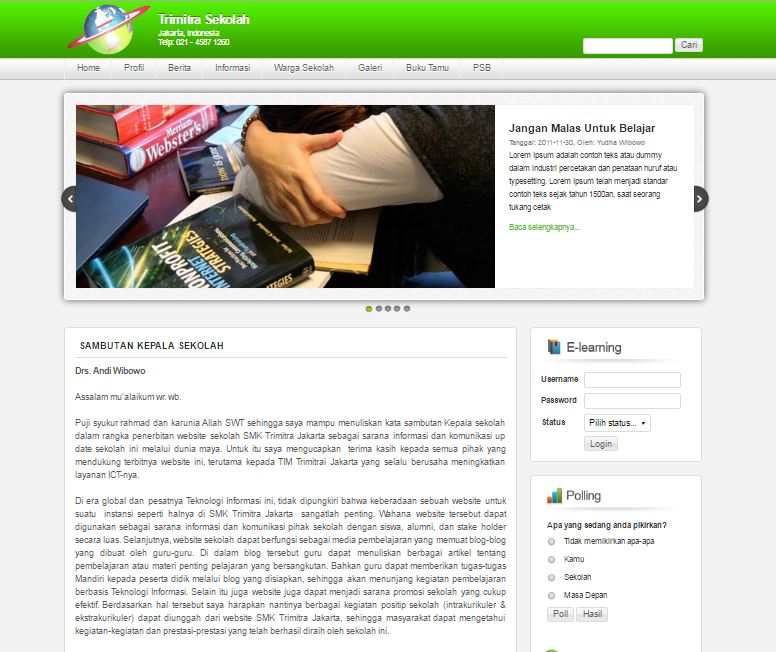 Trimitra Sekolah
Jakarta, Indonesia
Telp: 021 - 4587 1260
Cari
Home Profil Berita Informasi Warga Sekolah Galeri Buku Tamu PSB
Merriam-
Webster's
NONPROFIT
INTERNET
STRATEGIES
Jangan Malas Untuk Belajar
Tanggal: 2011-11-30, Oleh: Yudha Wibowo
Lorem Ipsum adalah contoh teks atau dummy
dalam industri percetakan dan penataan huruf atau
typesetting. Lorem Ipsum telah menjadi standar
contoh teks sejak tahun 1500an, saat seorang
tukang cetak
Baca selengkapnya...
SAMBUTAN KEPALA SEKOLAH
Drs. Andi Wibowo
Assalam mu'alaikum wr. wb.
Puji syukur rahmad dan karunia Allah SWT sehingga saya mampu menuliskan kata sambutan Kepala sekolah
dalam rangka penerbitan website sekolah SMK Trimitra Jakarta sebagai sarana informasi dan komunikasi up
date sekolah ini melalui dunia maya. Untuk itu saya mengucapkan terima kasih kepada semua pihak yang
mendukung terbitnya website ini, terutama kepada TIM Trimitrai Jakarta yang selalu berusaha meningkatkan
layanan ICT-nya.
Di era global dan pesatnya Teknologi Informasi ini, tidak dipungkiri bahwa keberadaan sebuah website untuk
suatu instansi seperti halnya di SMK Trimitra Jakarta sangatlah penting. Wahana website tersebut dapat
digunakan sebagai sarana informasi dan komunikasi pihak sekolah dengan siswa, alumni, dan stake holder
secara luas. Selanjutnya, website sekolah dapat berfungsi sebagai media pembelajaran yang memuat blog-blog
yang dibuat oleh guru-guru. Di dalam blog tersebut guru dapat menuliskan berbagai artikel tentang
pembelajaran atau materi penting pelajaran yang bersangkutan. Bahkan guru dapat memberikan tugas-tugas
Mandiri kepada peserta didik melalui blog yang disiapkan, sehingga akan menunjang kegiatan pembelajaran
berbasis Teknologi Informasi. Selain itu juga website juga dapat menjadi sarana promosi sekolah yang cukup
efektif. Berdasarkan hal tersebut saya harapkan nantinya berbagai kegiatan positip sekolah (intrakurikuler &
ekstrakurikuler) dapat diunggah dari website SMK Trimitra Jakarta, sehingga masyarakat dapat mengetahui
kegiatan-kegiatan dan prestasi-prestasi yang telah berhasil diraih oleh sekolah ini.
E-learning
Username
Password
Status Pilih status...
Login
Polling
Apa yang sedang anda pikirkan?
Tidak memikirkan apa-apa
Kamu
Sekolah
Masa Depan
Poll Hasil